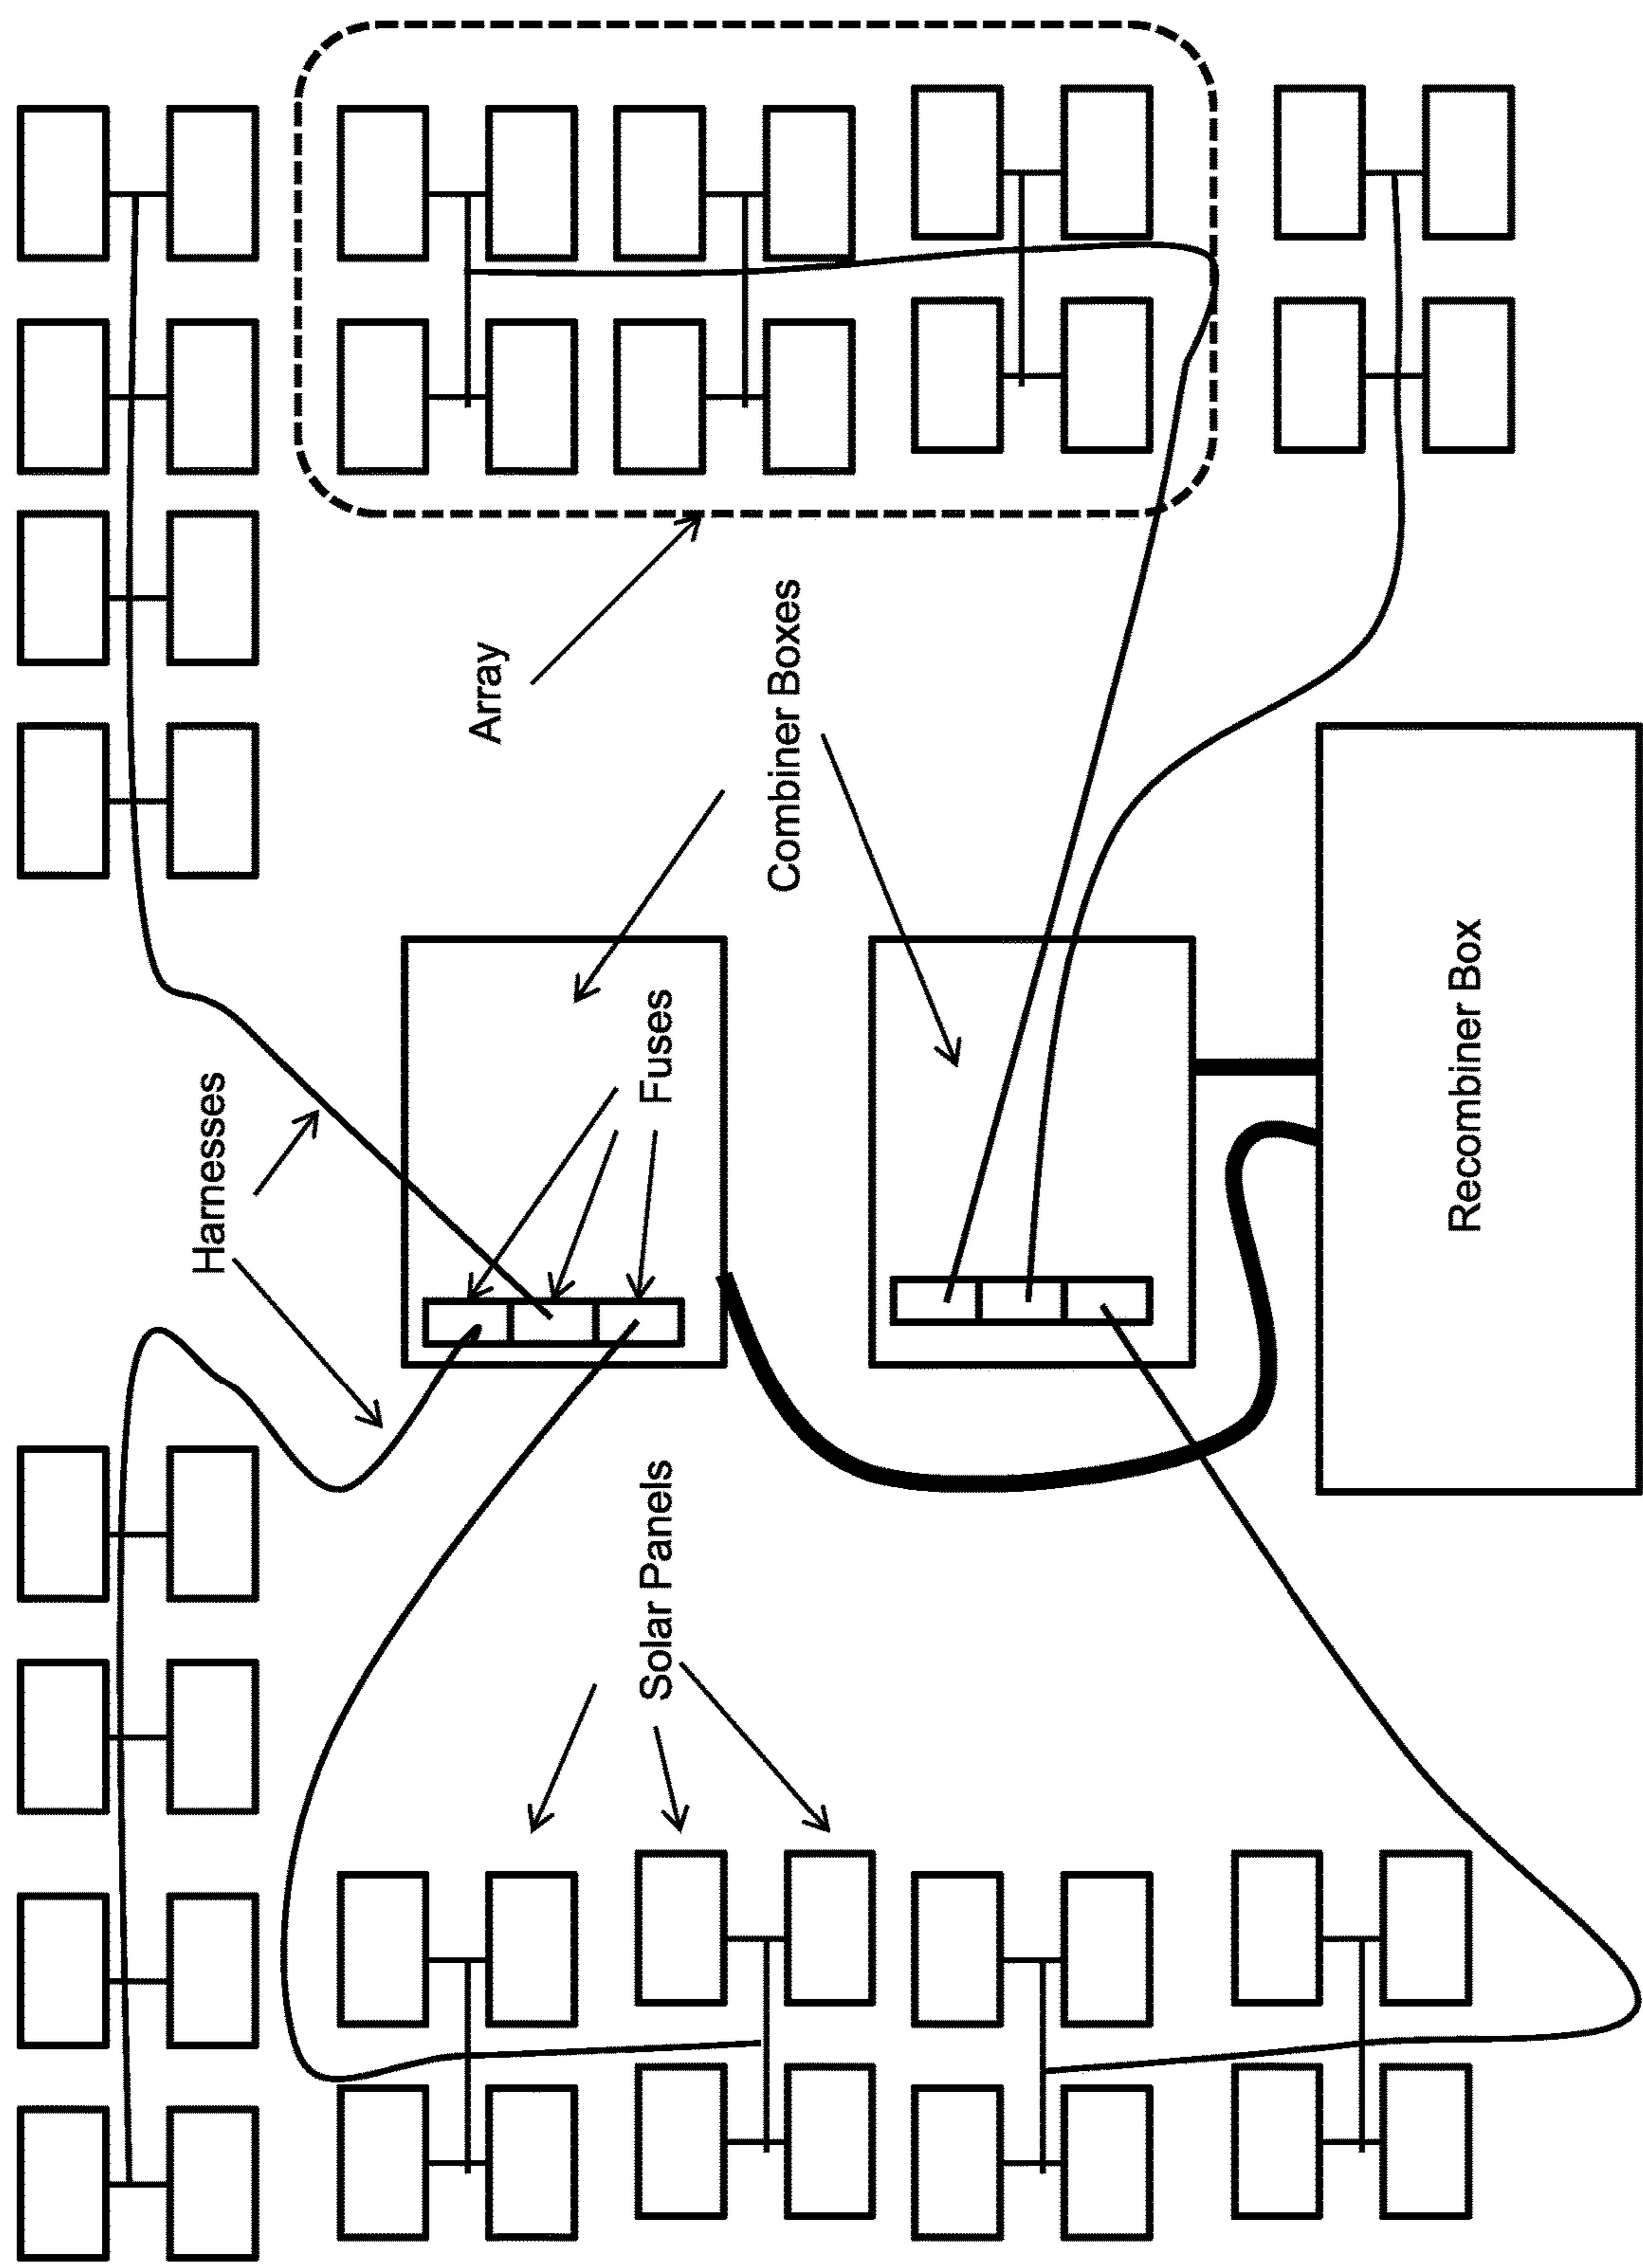 Harnesses
Array
Fuses
Combiner Boxes
Solar Panels
Recombiner Box